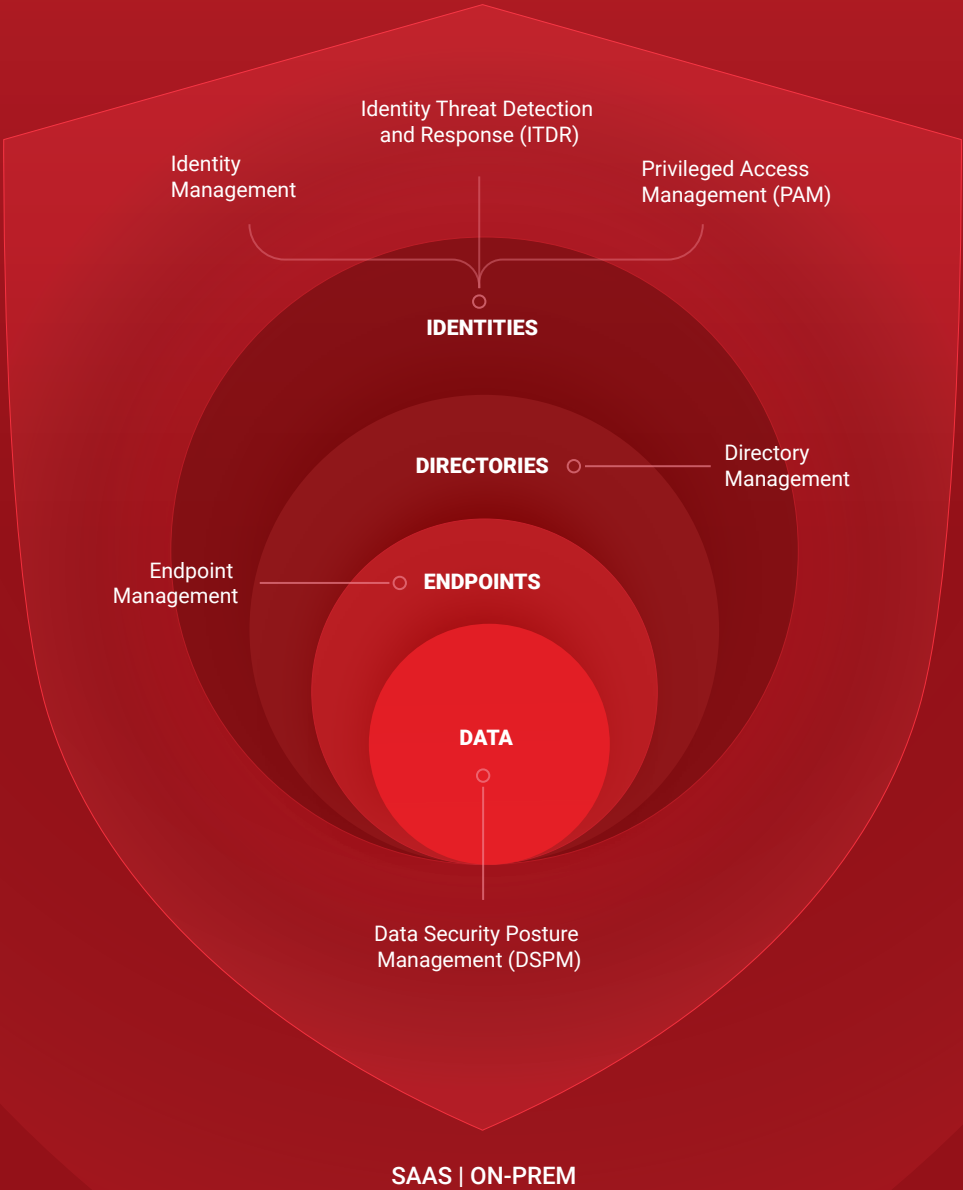 Identity Threat Detection
and Response (ITDR)
Identity
Management
Privileged Access
Management (PAM)
IDENTITIES
DIRECTORIES
Directory
Management
Endpoint
Management
ENDPOINTS
DATA
Data Security Posture
Management (DSPM)
SAAS | ON-PREM